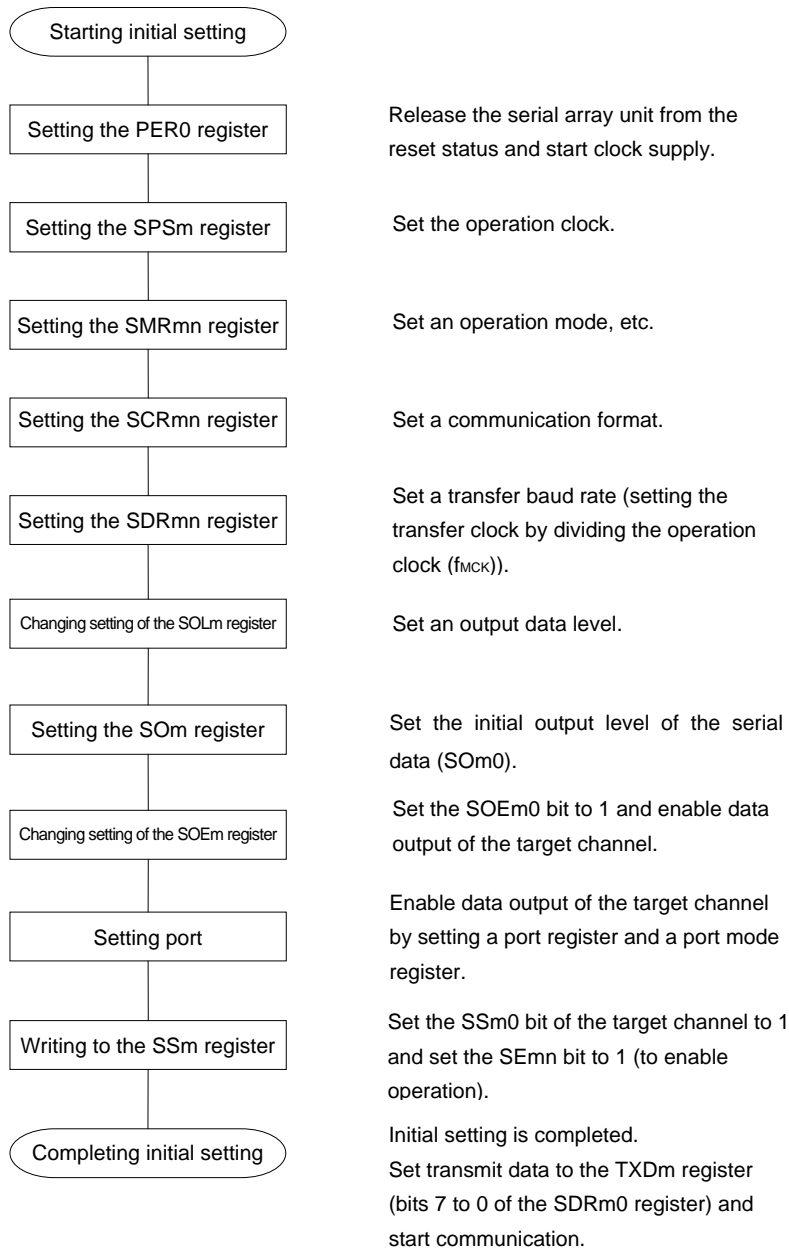 Starting initial setting
Setting the PER0 register
Release the serial array unit from the
reset status and start clock supply.
Setting the SPSm register
Set the operation clock.
Setting the SMRmn register
Set an operation mode, etc.
Setting the SCRmn register
Set a communication format.
Setting the SDRmn register
Set a transfer baud rate (setting the
transfer clock by dividing the operation
clock (fMCK)).
Changing setting of the SOLm register
Set an output data level.
Setting the SOm register
Set the initial output level of the serial
data (SOm0).
Changing setting of the SOEm register
Set the SOEm0 bit to 1 and enable data
output of the target channel.
Setting port
Enable data output of the target channel
by setting a port register and a port mode
register.
Writing to the SSm register
Set the SSm0 bit of the target channel to 1
and set the SEmn bit to 1 (to enable
operation).
Completing initial setting
Initial setting is completed.
Set transmit data to the TXDm register
(bits 7 to 0 of the SDRm0 register) and
start communication.